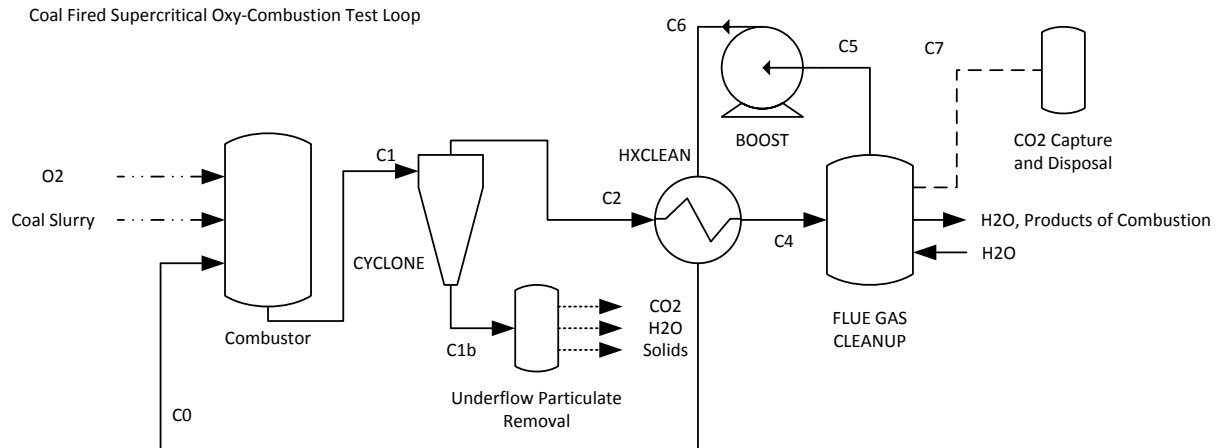 Coal Fired Supercritical Oxy-Combustion Test Loop
C6
C5
C7
BOOST
CO2 Capture
and Disposal
HXCLEAN
C1
O2
Coal Slurry
C2
C4
H2O, Products of Combustion
H2O
CYCLONE
CO2
H2O
Solids
FLUE GAS
CLEANUP
Combustor
C1b
Underflow Particulate
Removal
C0